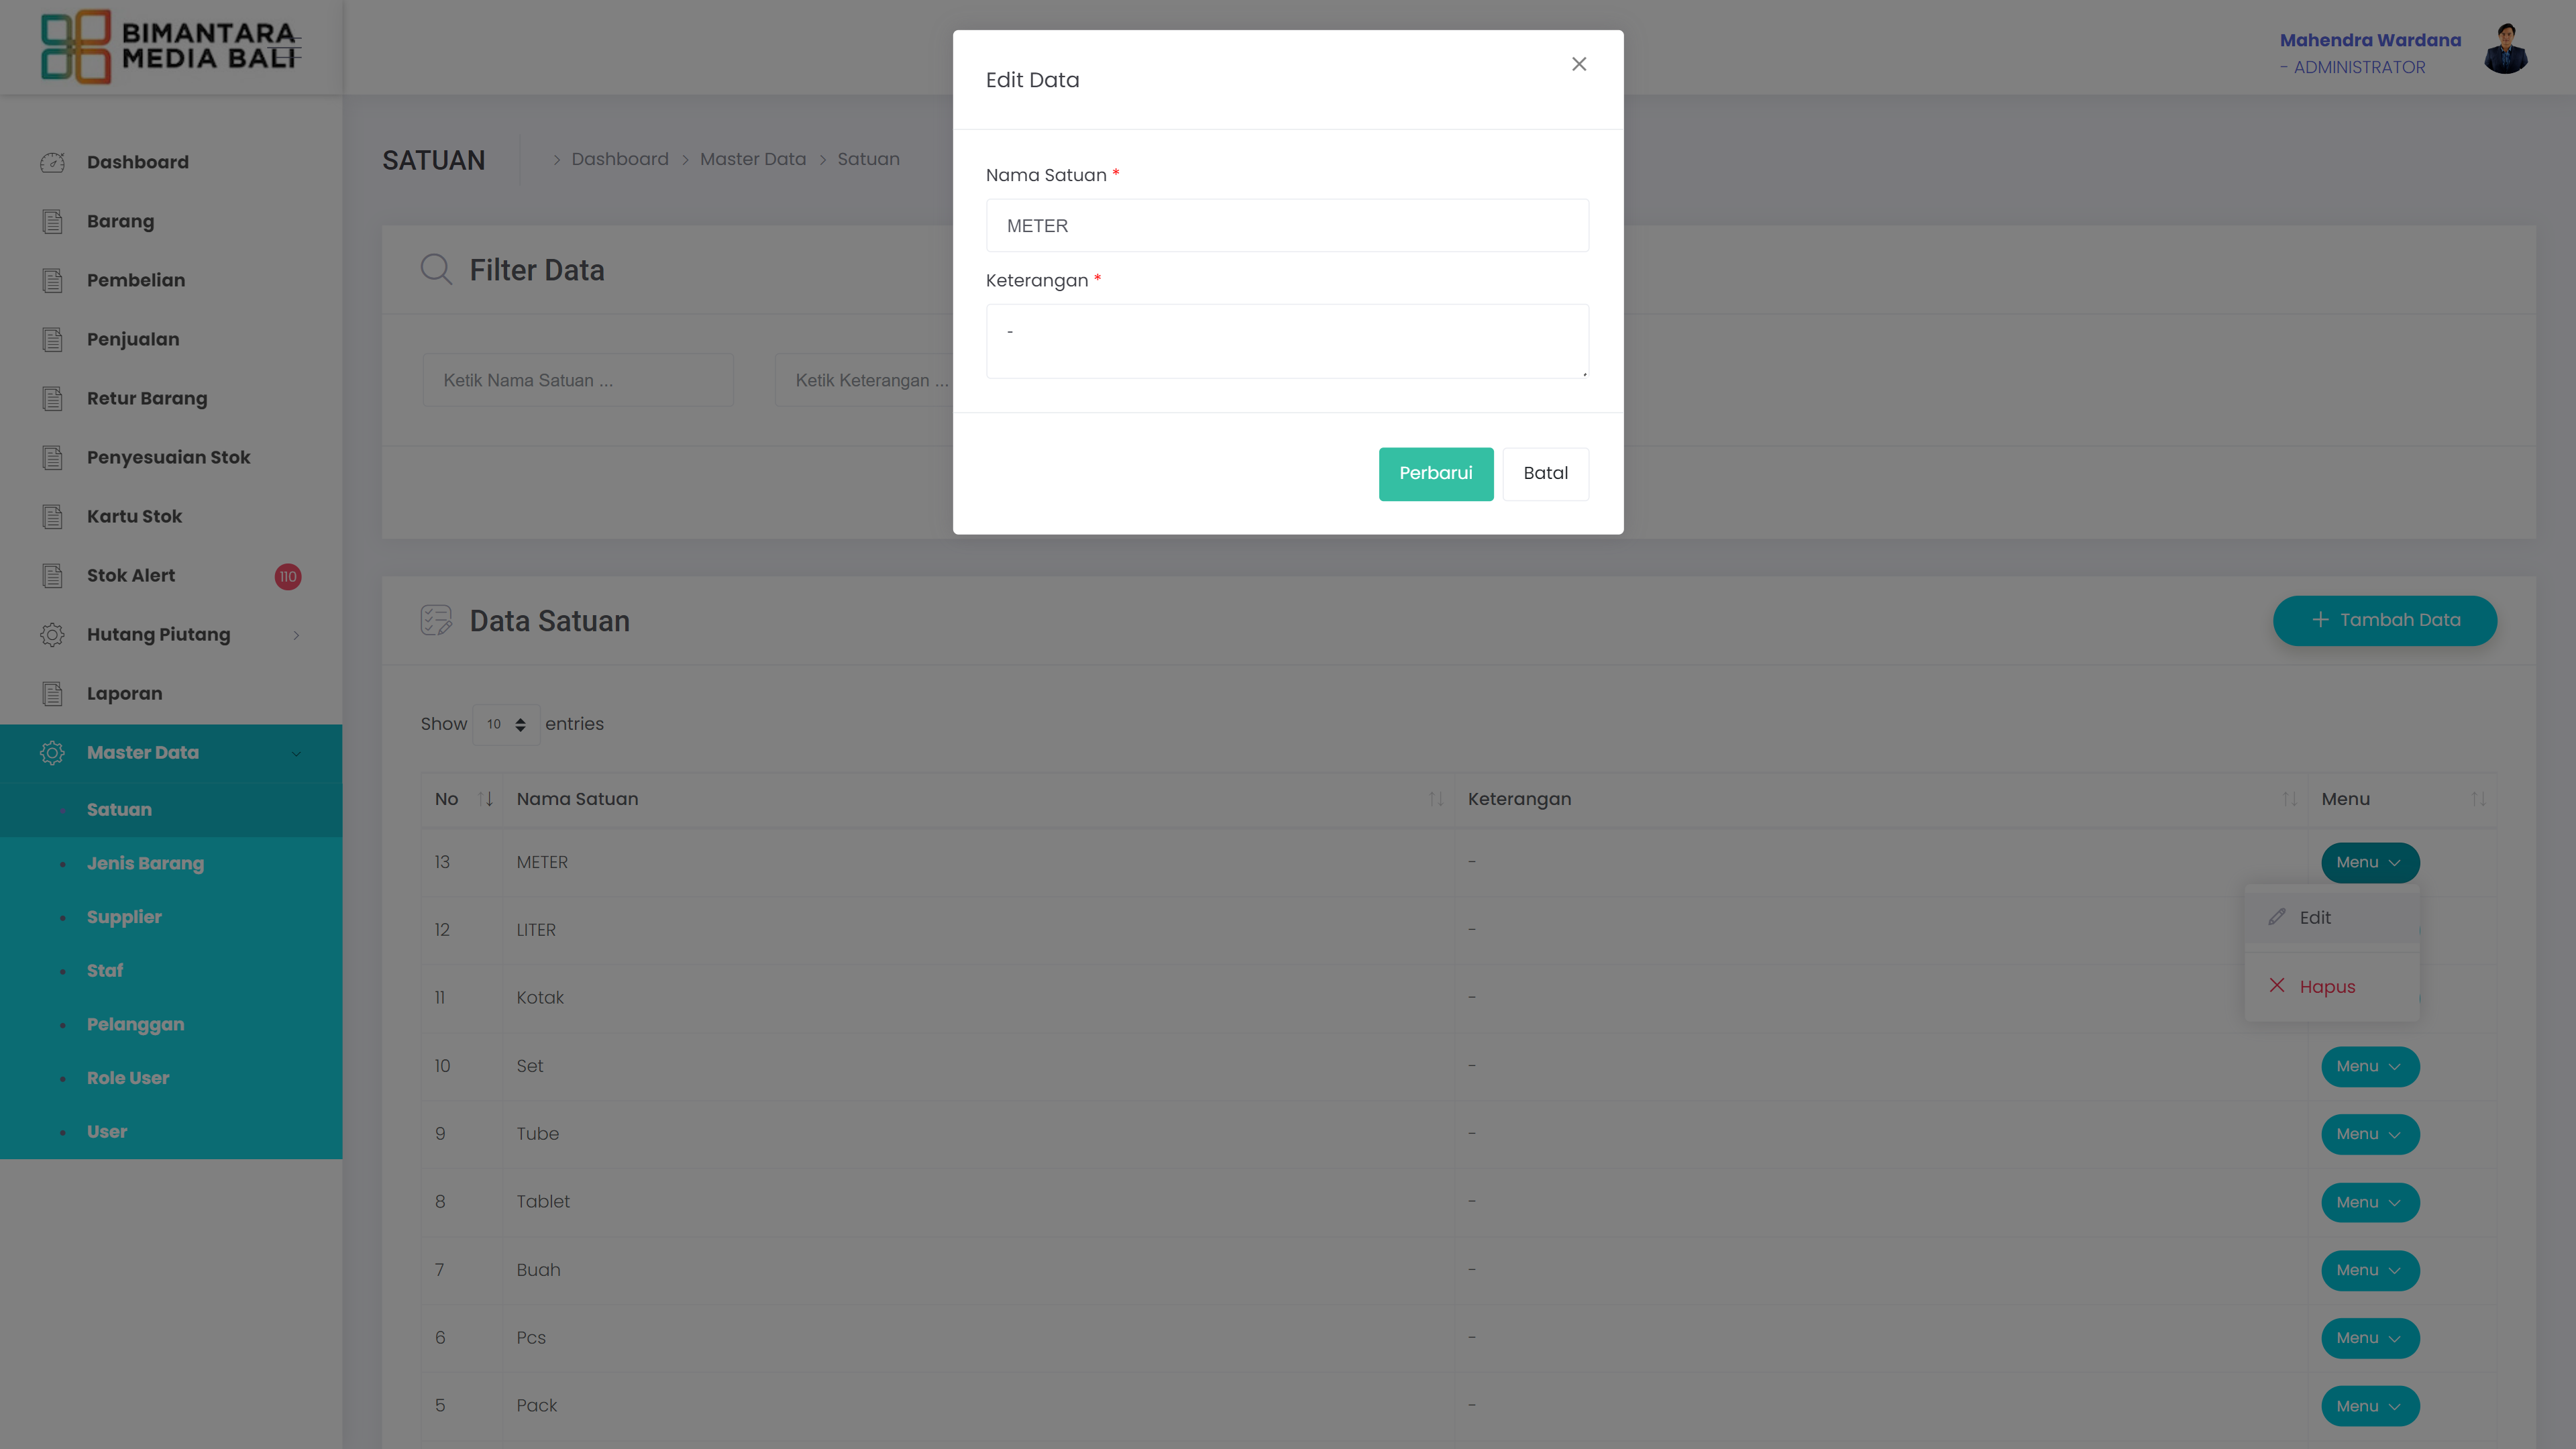 BIMANTARA
MEDIA BALI
Mahendra Wardana
- ADMINISTRATOR
Dashboard
Barang
Pembelian
Penjualan
Retur Barang
Penyesuaian Stok
Kartu Stok
Stok Alert 110
Hutang Piutang
Laporan
Master Data
Satuan
Jenis Barang
Supplier
Staf
Pelanggan
Role User
User
SATUAN > Dashboard > Master Data > Satuan
Filter Data
Ketik Nama Satuan ... Ketik Keterangan ...
Edit Data
Nama Satuan *
METER
Keterangan *
-
Perbarui Batal
Data Satuan + Tambah Data
Show 10 entries
No Nama Satuan Keterangan Menu
13 METER - Menu
Edit
Hapus
12 LITER -
11 Kotak -
10 Set - Menu
9 Tube - Menu
8 Tablet - Menu
7 Buah - Menu
6 Pcs - Menu
5 Pack - Menu